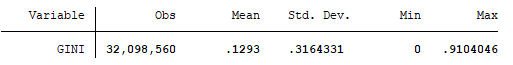 Variable Obs Mean Std. Dev. Min Max
GINI 32,098,560 .1293 .3164331 0 .9104046